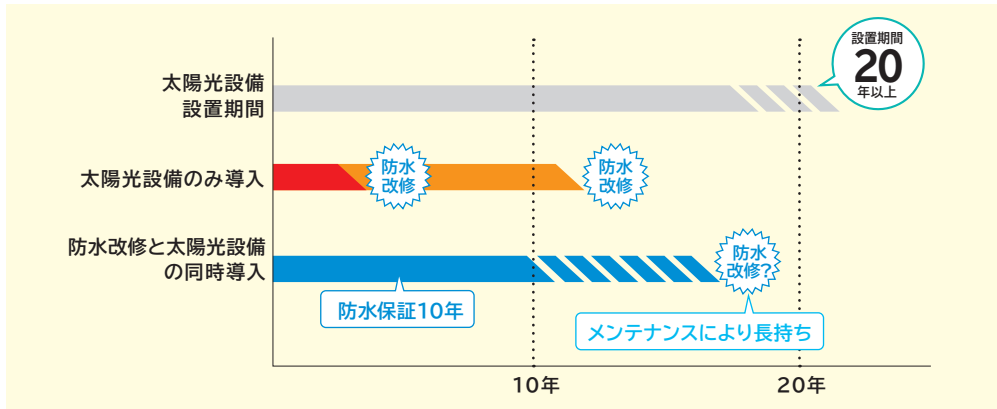 設置期間
20
年以上
太陽光設備
設置期間
太陽光設備のみ導入
防水
改修
防水
改修
防水改修と太陽光設備
の同時導入
防水
改修?
防水保証10年
メンテナンスにより長持ち
10年
20年